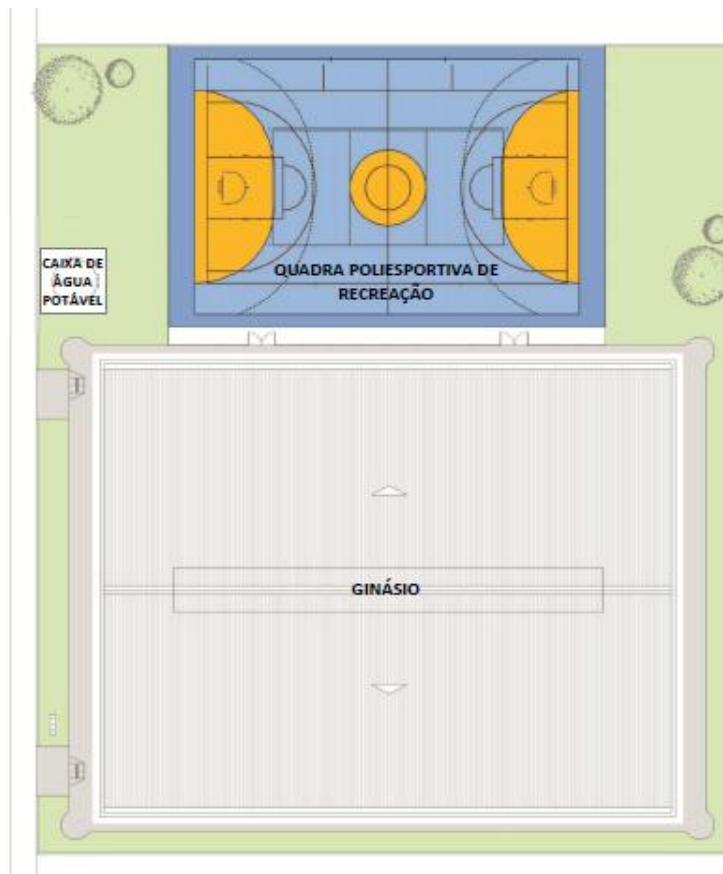 CAIXA DE
ÁGUA
POTÁVEL
QUADRA POLIESPORTIVA DE
RECREAÇÃO
GINÁSIO